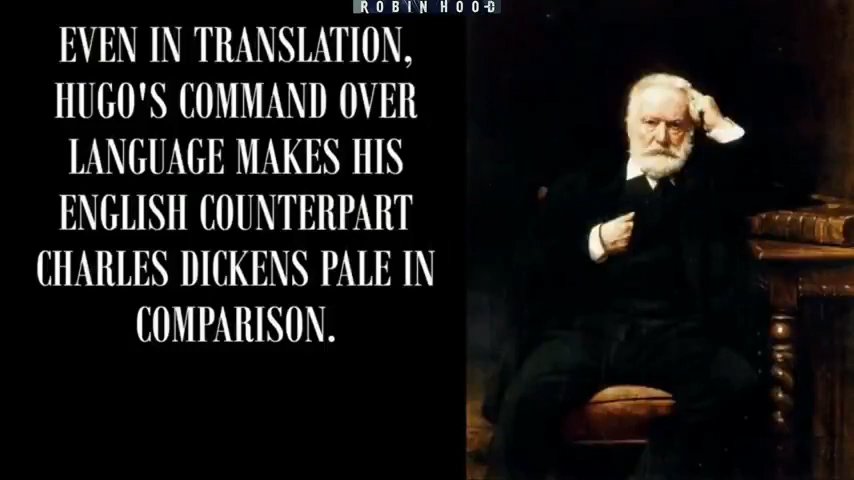 ROBIN HOOD
EVEN IN TRANSLATION,
HUGO'S COMMAND OVER
LANGUAGE MAKES HIS
ENGLISH COUNTERPART
CHARLES DICKENS PALE IN
COMPARISON.